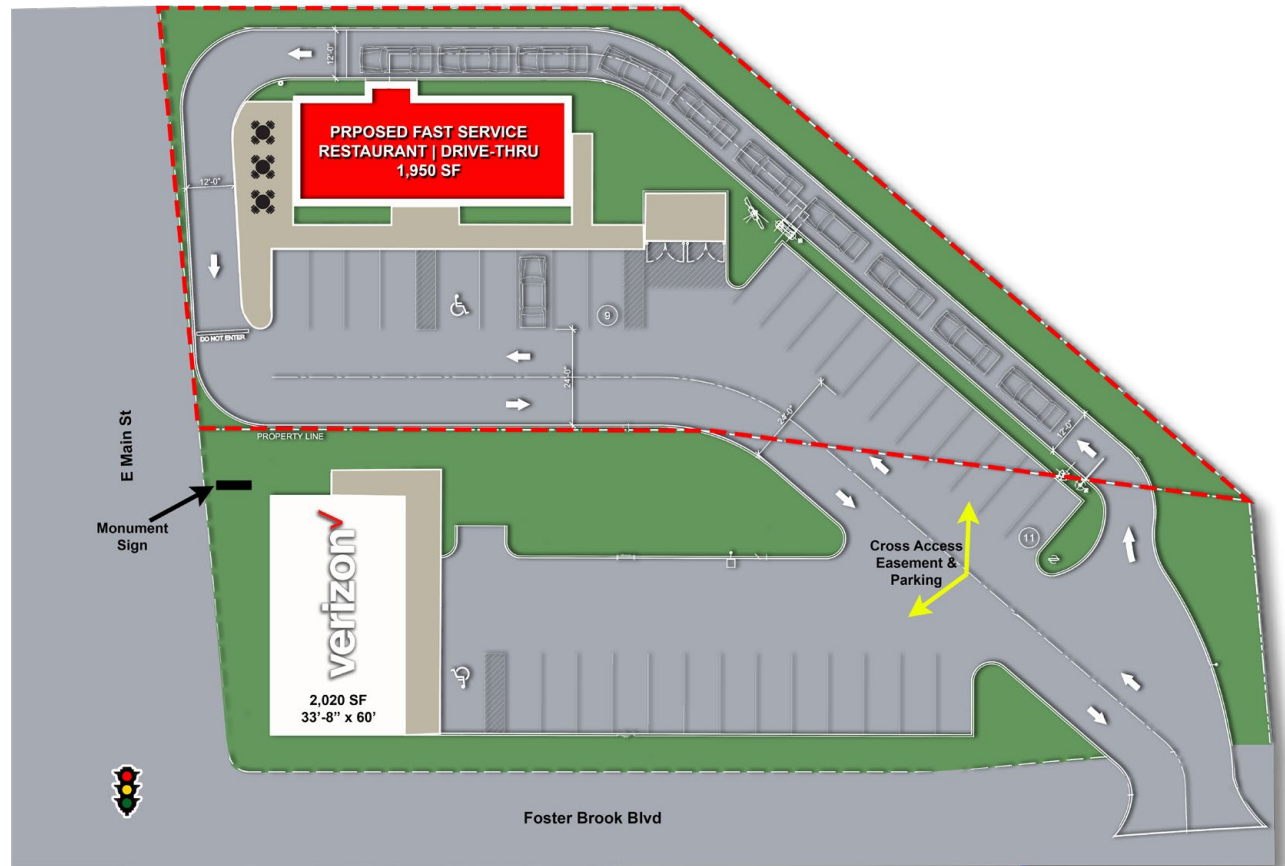 12'-0"
PRPOSED FAST SERVICE
RESTAURANT | DRIVE-THRU
1,950 SF
12'-0"
9
DO NOT ENTER
24'-0"
24'-0"
12'-0"
PROPERTY LINE
E Main St
Monument
Sign
verizon
2,020 SF
33'-8" x 60'
11
Cross Access
Easement &
Parking
Foster Brook Blvd